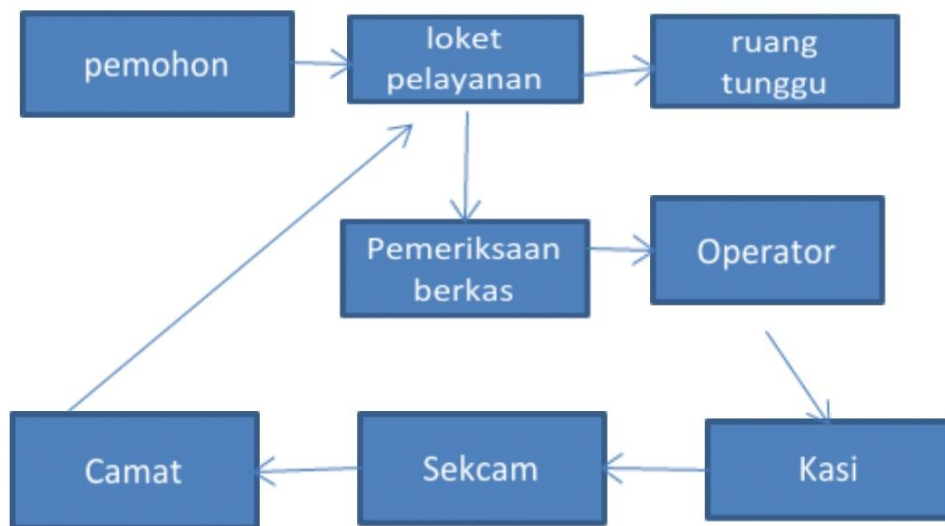 pemohon
loket
pelayanan
ruang
tunggu
Pemeriksaan
berkas
Operator
Camat
Sekcam
Kasi